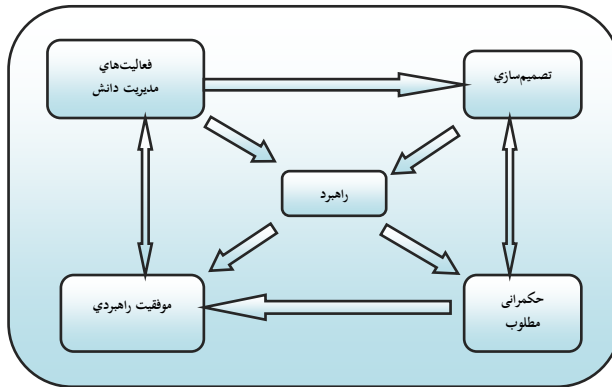 تصمیم‌سازي
فعالیت‌هاي
مدیریت دانش
راهبرد
حکمرانی
مطلوب
موفقیت راهبردي